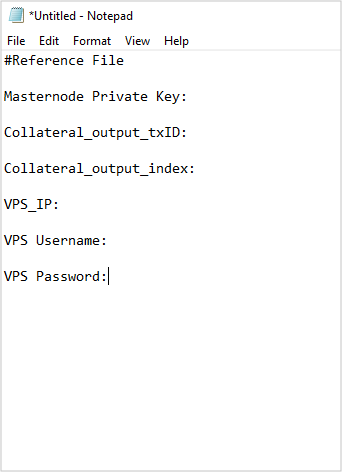 *Untitled - Notepad
File Edit Format View Help
#Reference File
Masternode Private Key:
Collateral_output_txID:
Collateral_output_index:
VPS_IP:
VPS Username:
VPS Password: